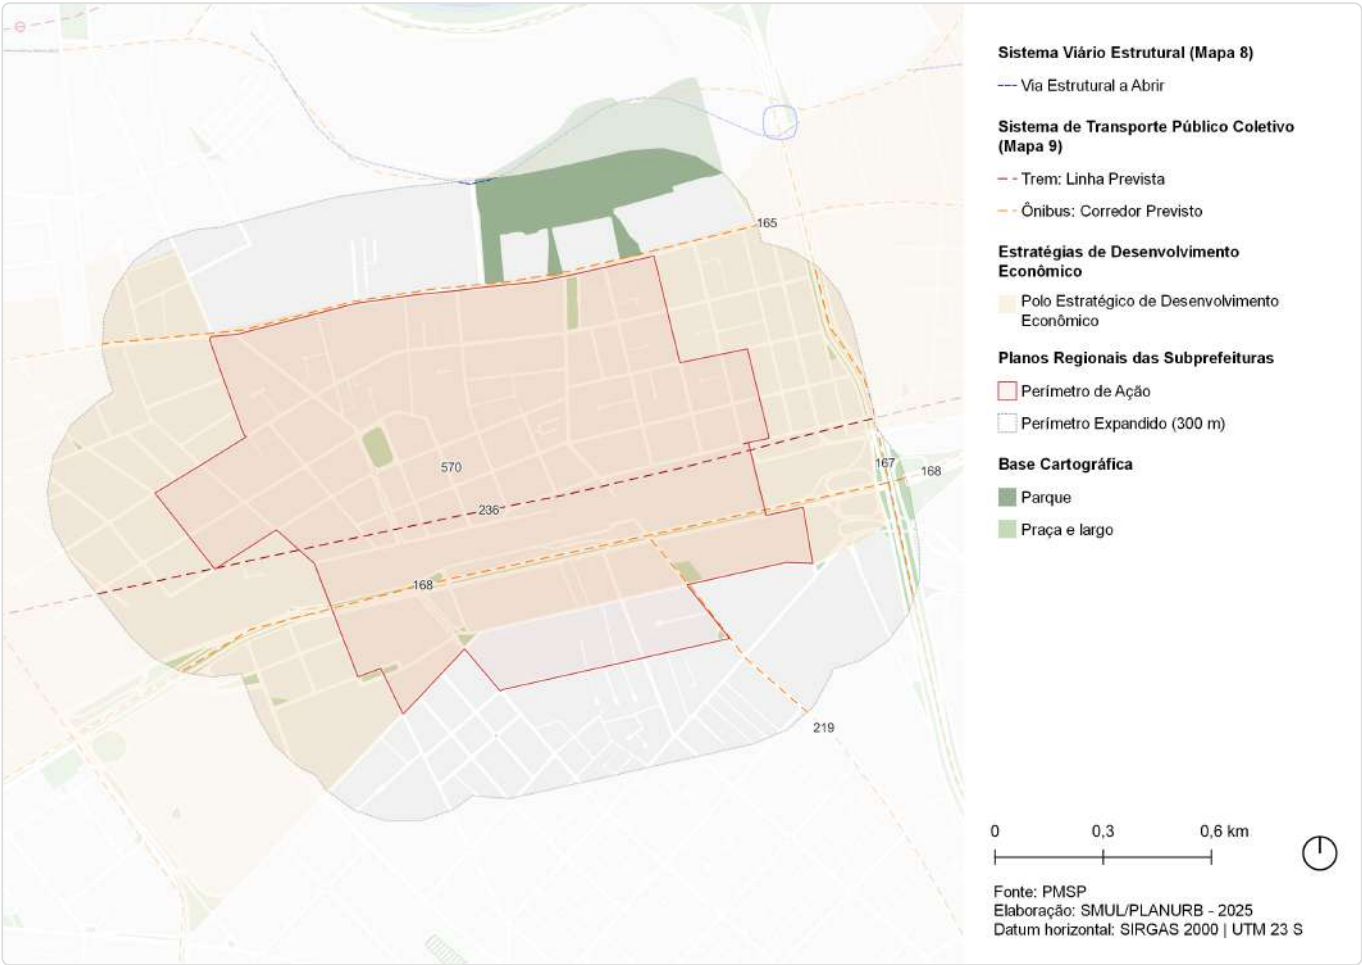 Sistema Viário Estrutural (Mapa 8)
Via Estrutural a Abrir
Sistema de Transporte Público Coletivo
(Mapa 9)
Trem: Linha Prevista
Ônibus: Corredor Previsto
Estratégias de Desenvolvimento
Econômico
Polo Estratégico de Desenvolvimento
Econômico
Planos Regionais das Subprefeituras
Perímetro de Ação
Perímetro Expandido (300 m)
Base Cartográfica
Parque
Praça e largo
165
570
167
168
236
168
219
0 0,3 0,6 km
Fonte: PMSP
Elaboração: SMUL/PLANURB - 2025
Datum horizontal: SIRGAS 2000 | UTM 23 S